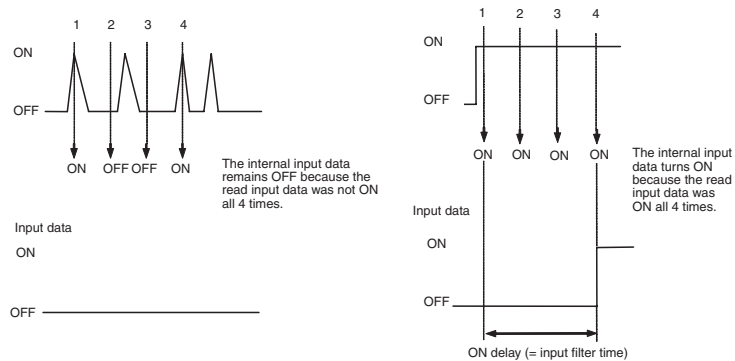 1 2 3 4
ON
OFF
ON OFF OFF ON
The internal input data
remains OFF because the
read input data was not ON
all 4 times.
Input data
ON
OFF
1 2 3 4
ON
OFF
ON ON ON ON
The internal input
data turns ON
because the read
input data was
ON all 4 times.
Input data
ON
OFF
ON delay (= input filter time)